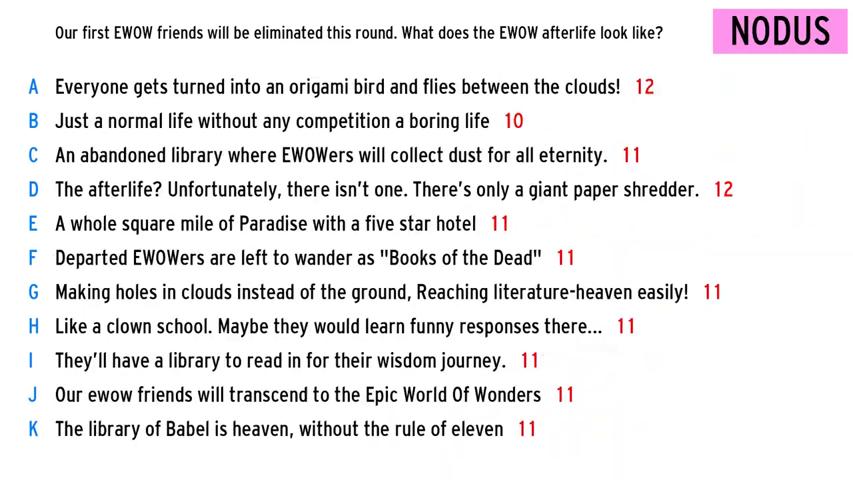 Our first EWOW friends will be eliminated this round. What does the EWOW afterlife look like?
NODUS
A Everyone gets turned into an origami bird and flies between the clouds! 12
B Just a normal life without any competition a boring life 10
C An abandoned library where EWOWers will collect dust for all eternity. 11
D The afterlife? Unfortunately, there isn't one. There's only a giant paper shredder. 12
E A whole square mile of Paradise with a five star hotel 11
F Departed EWOWers are left to wander as "Books of the Dead" 11
G Making holes in clouds instead of the ground, Reaching literature-heaven easily! 11
H Like a clown school. Maybe they would learn funny responses there... 11
I They'll have a library to read in for their wisdom journey. 11
J Our ewow friends will transcend to the Epic World Of Wonders 11
K The library of Babel is heaven, without the rule of eleven 11